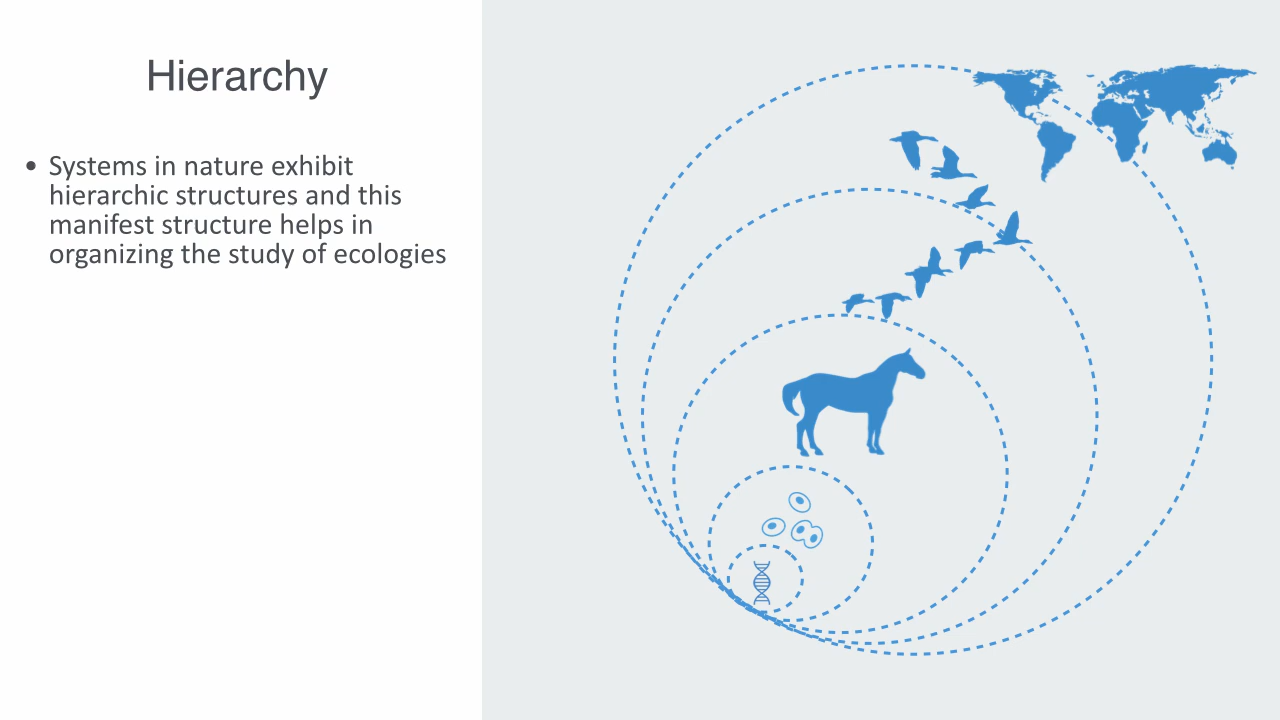 Hierarchy
• Systems in nature exhibit
hierarchic structures and this
manifest structure helps in
organizing the study of ecologies